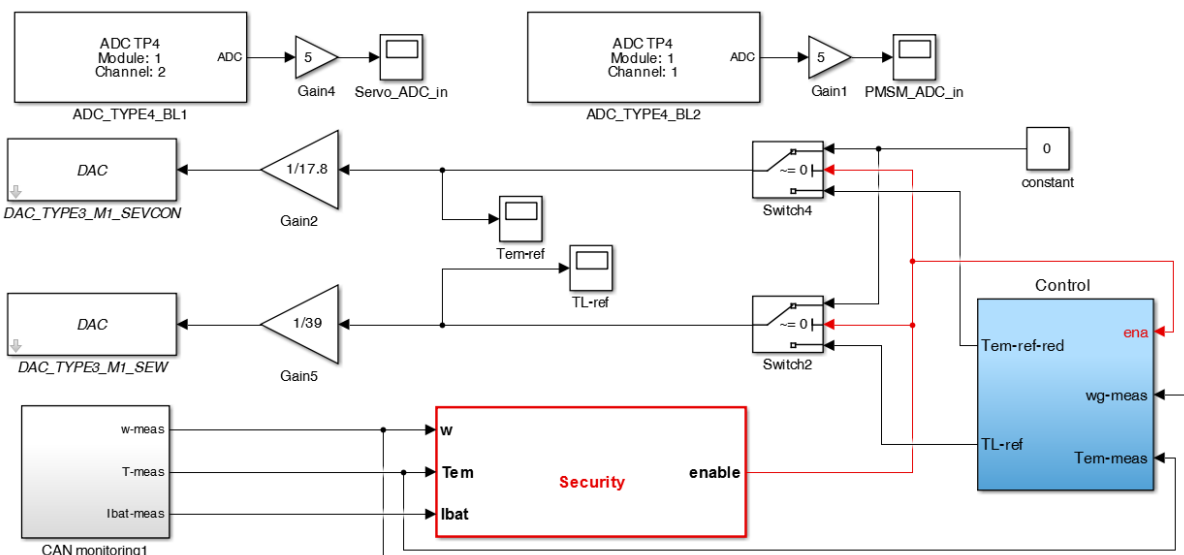 ADC TP4
Module: 1
Channel: 2
ADC
ADC_TYPE4_BL1
5
Gain4
Servo_ADC_in
ADC TP4
Module: 1
Channel: 1
ADC
ADC_TYPE4_BL2
5
Gain1
PMSM_ADC_in
DAC
DAC_TYPE3_M1_SEVCON
1/17.8
Gain2
Tem-ref
~= 0
Switch4
0
constant
DAC
DAC_TYPE3_M1_SEW
1/39
Gain5
TL-ref
~= 0
Switch2
Control
ena
Tem-ref-red
wg-meas
TL-ref
Tem-meas
w-meas
T-meas
Ibat-meas
CAN monitoring1
w
Tem
Ibat
Security
enable